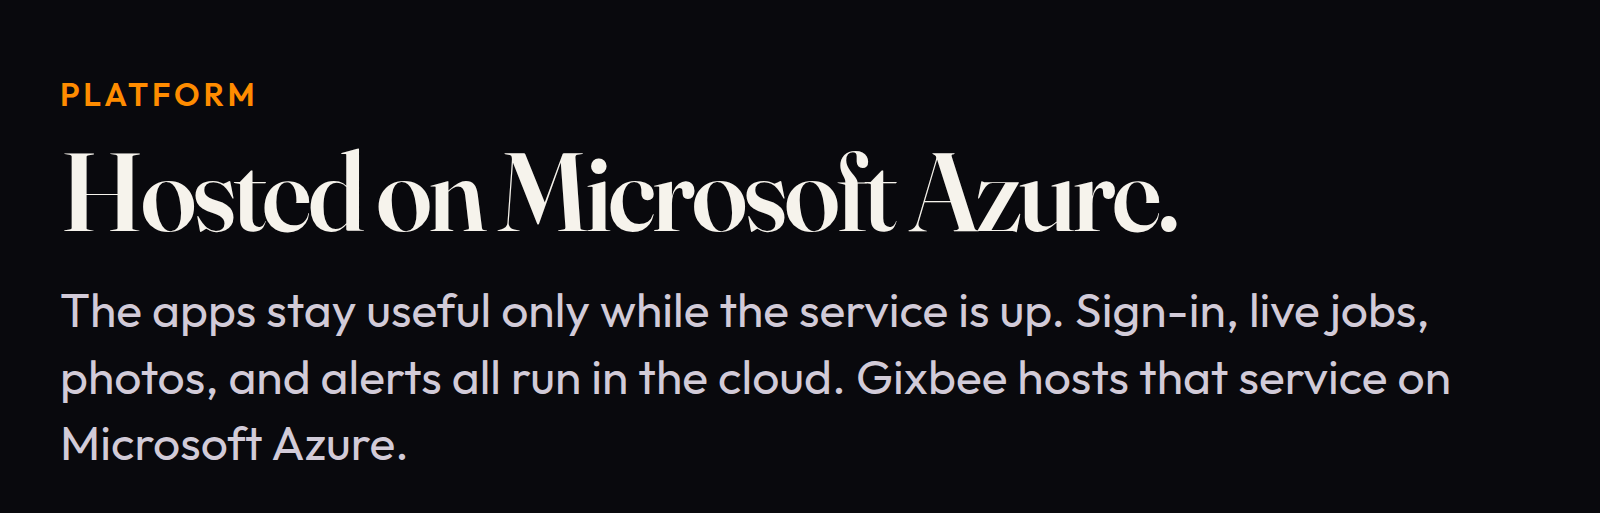 PLATFORM
Hosted on Microsoft Azure.
The apps stay useful only while the service is up. Sign-in, live jobs,
photos, and alerts all run in the cloud. Gixbee hosts that service on
Microsoft Azure.